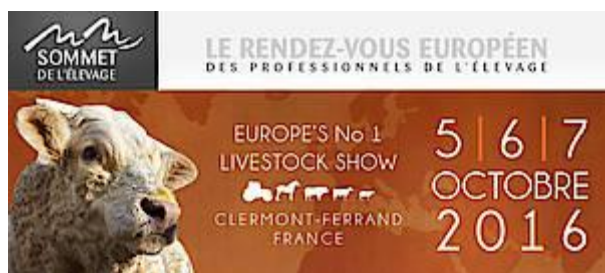 SOMMET
DE L'ÉLEVAGE
LE RENDEZ-VOUS EUROPÉEN
DES PROFESSIONNELS DE L'ÉLEVAGE
EUROPE'S No 1
LIVESTOCK SHOW
CLERMONT-FERRAND
FRANCE
5|6|7
OCTOBRE
2016